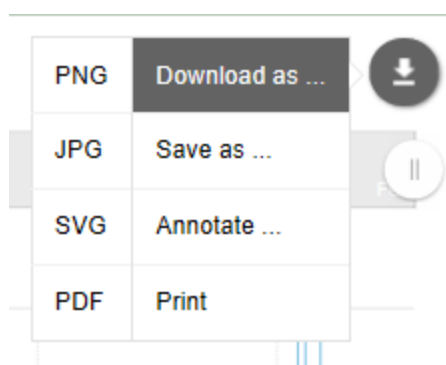 PNG Download as ...
JPG Save as ...
SVG Annotate ...
PDF Print
F